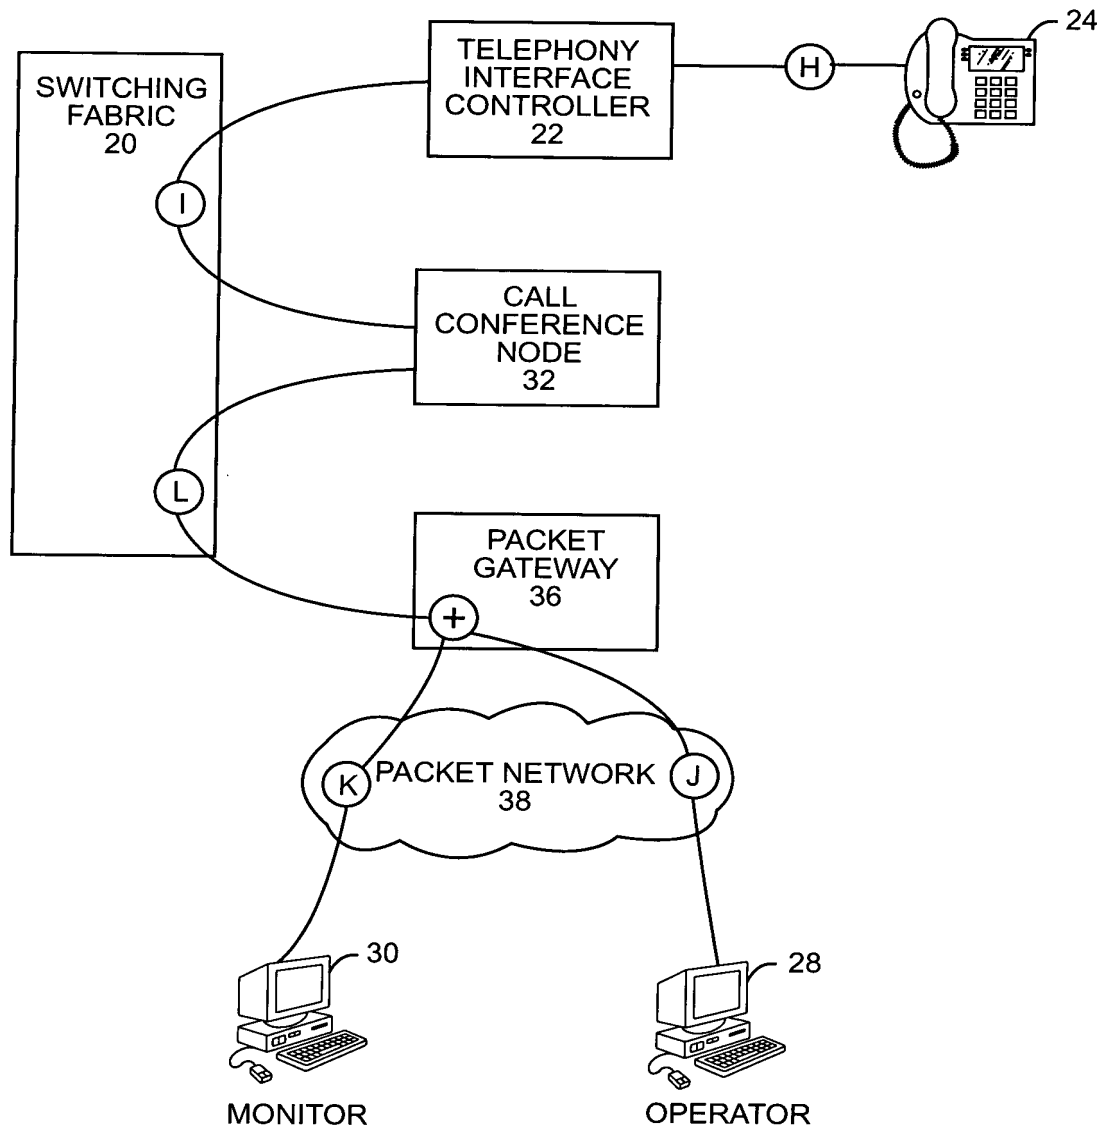 24
TELEPHONY
INTERFACE
CONTROLLER
22
H
SWITCHING
FABRIC
20
I
CALL
CONFERENCE
NODE
32
L
PACKET
GATEWAY
36
+
K
PACKET NETWORK
38
J
30
28
MONITOR
OPERATOR